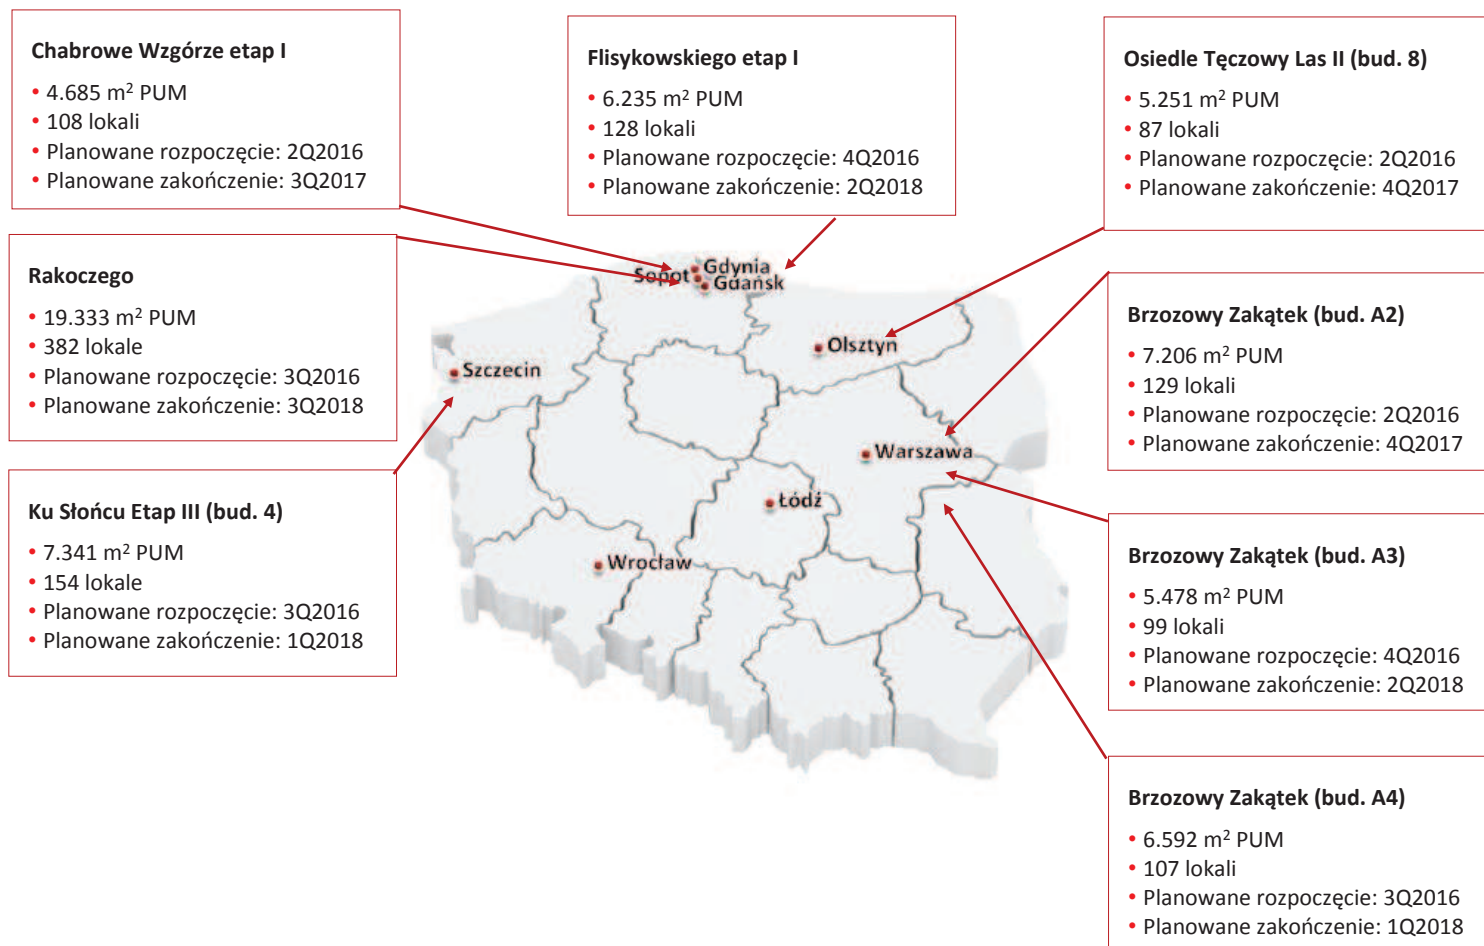 Chabrowe Wzgórze etap I
• 4.685 m² PUM
• 108 lokali
• Planowane rozpoczęcie: 2Q2016
• Planowane zakończenie: 3Q2017
Flisykowskiego etap I
• 6.235 m² PUM
• 128 lokali
• Planowane rozpoczęcie: 4Q2016
• Planowane zakończenie: 2Q2018
Osiedle Tęczowy Las II (bud. 8)
• 5.251 m² PUM
• 87 lokali
• Planowane rozpoczęcie: 2Q2016
• Planowane zakończenie: 4Q2017
Rakoczego
• 19.333 m² PUM
• 382 lokale
• Planowane rozpoczęcie: 3Q2016
• Planowane zakończenie: 3Q2018
Gdynia
Sopot
Gdańsk
Olsztyn
Szczecin
Warszawa
Łódź
Wrocław
Brzozowy Zakątek (bud. A2)
• 7.206 m² PUM
• 129 lokali
• Planowane rozpoczęcie: 2Q2016
• Planowane zakończenie: 4Q2017
Ku Słońcu Etap III (bud. 4)
• 7.341 m² PUM
• 154 lokale
• Planowane rozpoczęcie: 3Q2016
• Planowane zakończenie: 1Q2018
Brzozowy Zakątek (bud. A3)
• 5.478 m² PUM
• 99 lokali
• Planowane rozpoczęcie: 4Q2016
• Planowane zakończenie: 2Q2018
Brzozowy Zakątek (bud. A4)
• 6.592 m² PUM
• 107 lokali
• Planowane rozpoczęcie: 3Q2016
• Planowane zakończenie: 1Q2018